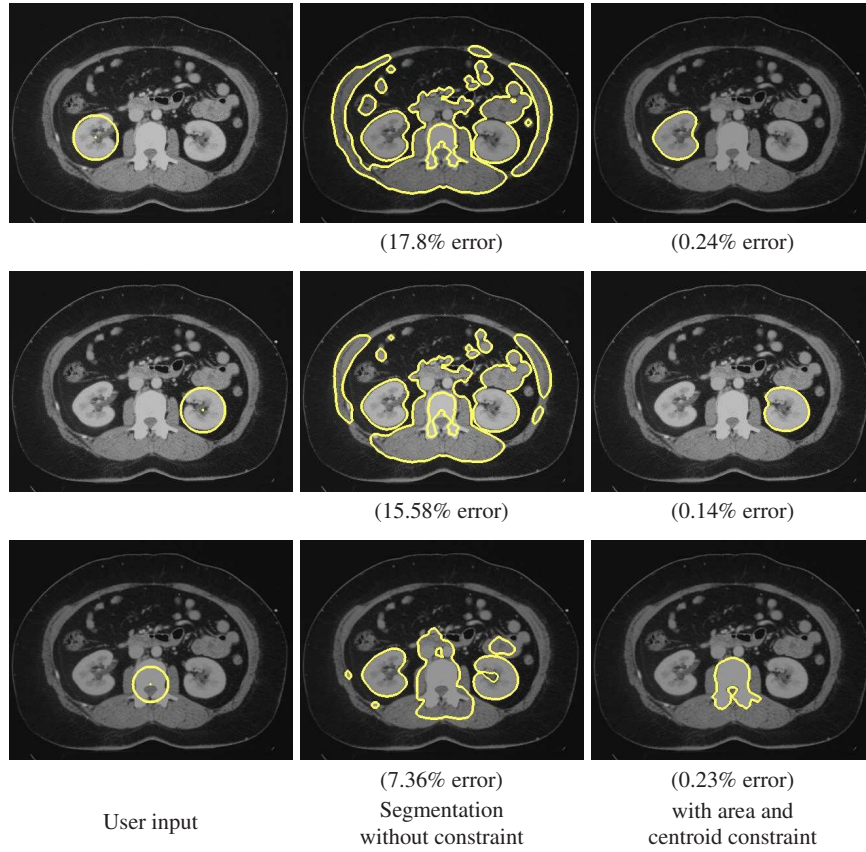 (17.8% error)
(0.24% error)
(15.58% error)
(0.14% error)
(7.36% error)
(0.23% error)
User input
Segmentation
without constraint
with area and
centroid constraint